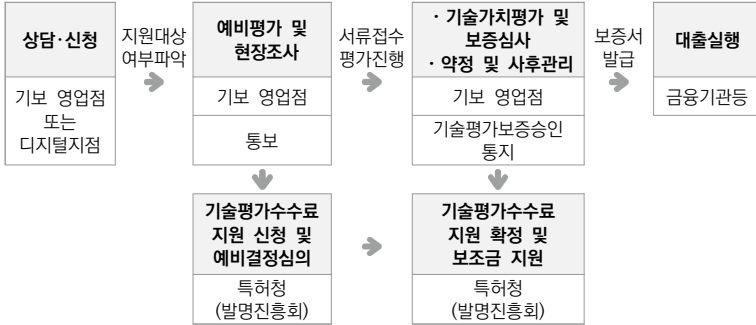 상담·신청
기보 영업점
또는
디지털지점
지원대상
여부파악
예비평가 및
현장조사
기보 영업점
통보
서류접수
평가진행
· 기술가치평가 및
보증심사
· 약정 및 사후관리
기보 영업점
기술평가보증승인
통지
보증서
발급
대출실행
금융기관등
기술평가수수료
지원 신청 및
예비결정심의
특허청
(발명진흥회)
기술평가수수료
지원 확정 및
보조금 지원
특허청
(발명진흥회)